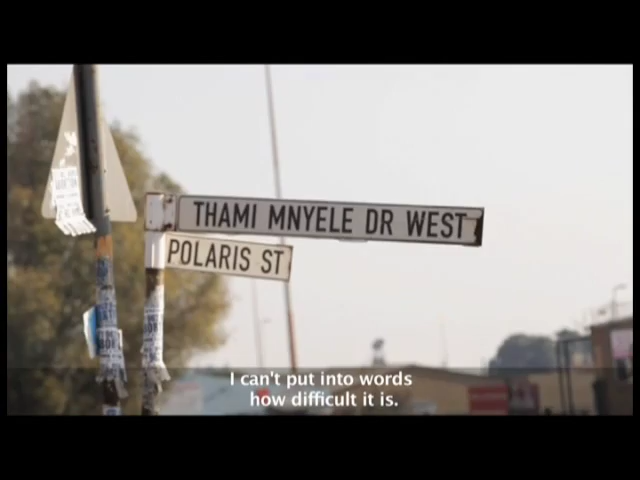 THAMI MNYELE DR WEST
POLARIS ST
I can't put into words
how difficult it is.